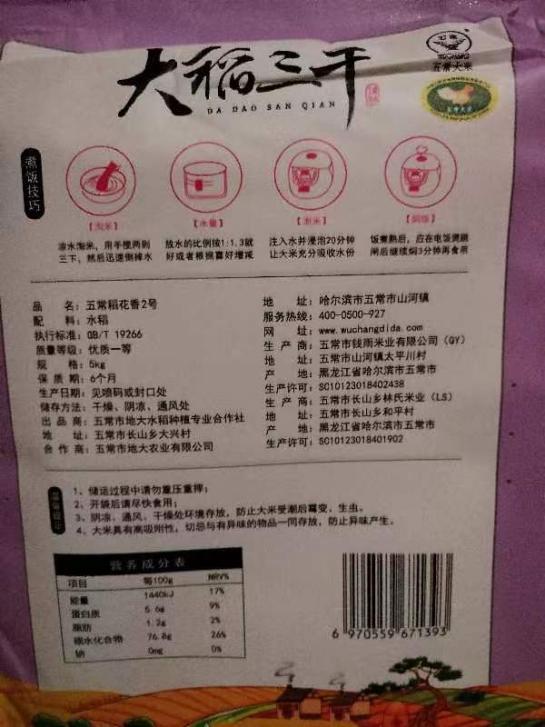 大稻三千
DA DAO SAN QIAN
五常大米
煮饭技巧
【淘米】
【水量】
【泡米】
【焖饭】
凉水淘米，用手搅两到
三下，然后迅速倒掉水
放水的比例按1:1.3就
好或者根据喜好增减
注入水并浸泡20分钟
让大米充分吸收水份
饭煮熟后，应在电饭煲跳
闸后继续焖3分钟再食用
品 名：五常稻花香2号
配 料：水稻
执行标准：GB/T 19266
质量等级：优质一等
规 格：5kg
保 质 期：6个月
生产日期：见喷码或封口处
储存方法：干燥、阴凉、通风处
出 品 商：五常市地大水稻种植专业合作社
地 址：五常市长山乡大兴村
合 作 商：五常市地大农业有限公司
地 址：哈尔滨市五常市山河镇
服务热线：400-0500-927
网 址：www.wuchangdida.com
生 产 商：五常市钱雨米业有限公司（QY）
地 址：五常市山河镇太平川村
产 地：黑龙江省哈尔滨市五常市
生产许可：SC01023018402438
生 产 商：五常市长山乡林氏米业（LS）
地 址：五常市长山乡和平村
产 地：黑龙江省哈尔滨市五常市
生产许可：SC01023018401902
1、储运过程中请勿重压重摔；
2、开袋后请尽快食用；
3、阴凉、通风、干燥处环境存放，防止大米受潮后霉变、生虫。
4、大米具有高吸附性，切忌与有异味的物品一同存放，防止异味产生。
营养成分表
项目 每100g NRV%
能量 1440kJ 17%
蛋白质 5.6g 9%
脂肪 1.2g 2%
碳水化合物 76.8g 26%
钠 0mg 0%
6 970559 671393